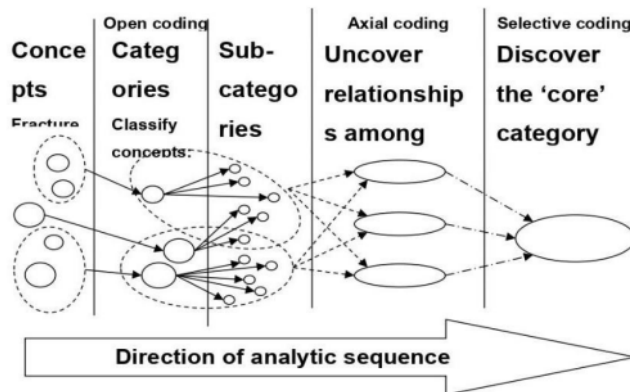 Open coding
Axial coding
Selective coding
Conce
pts
Fracture
Categ
ories
Classify
concepts:
Sub-
catego
ries
Uncover
relationship
s among
Discover
the ‘core’
category
Direction of analytic sequence